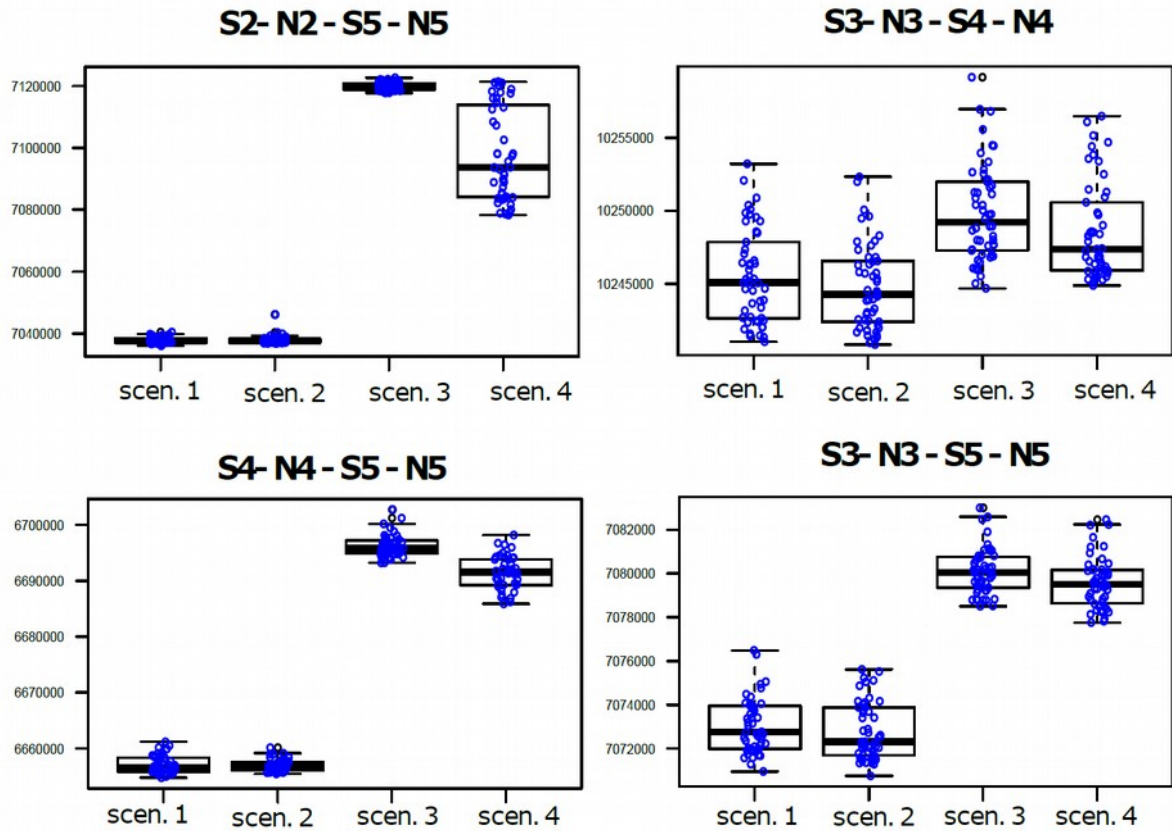 S2- N2 - S5 - N5
7120000
7100000
7080000
7060000
7040000
scen. 1 scen. 2 scen. 3 scen. 4
S3- N3 - S4 - N4
10255000
10250000
10245000
scen. 1 scen. 2 scen. 3 scen. 4
S4- N4 - S5 - N5
6700000
6690000
6680000
6670000
6660000
scen. 1 scen. 2 scen. 3 scen. 4
S3- N3 - S5 - N5
7082000
7080000
7078000
7076000
7074000
7072000
scen. 1 scen. 2 scen. 3 scen. 4